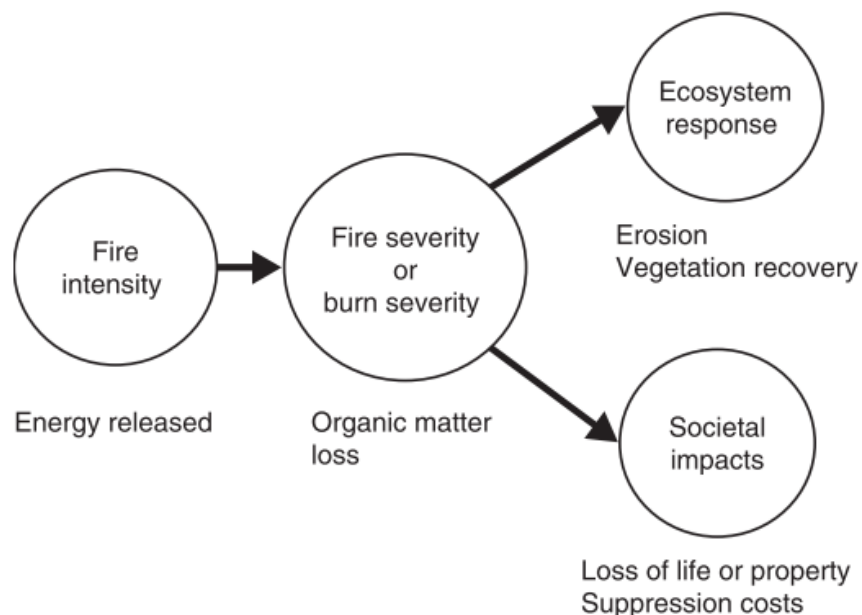 Fire
intensity
Energy released
Fire severity
or
burn severity
Organic matter
loss
Ecosystem
response
Erosion
Vegetation recovery
Societal
impacts
Loss of life or property
Suppression costs